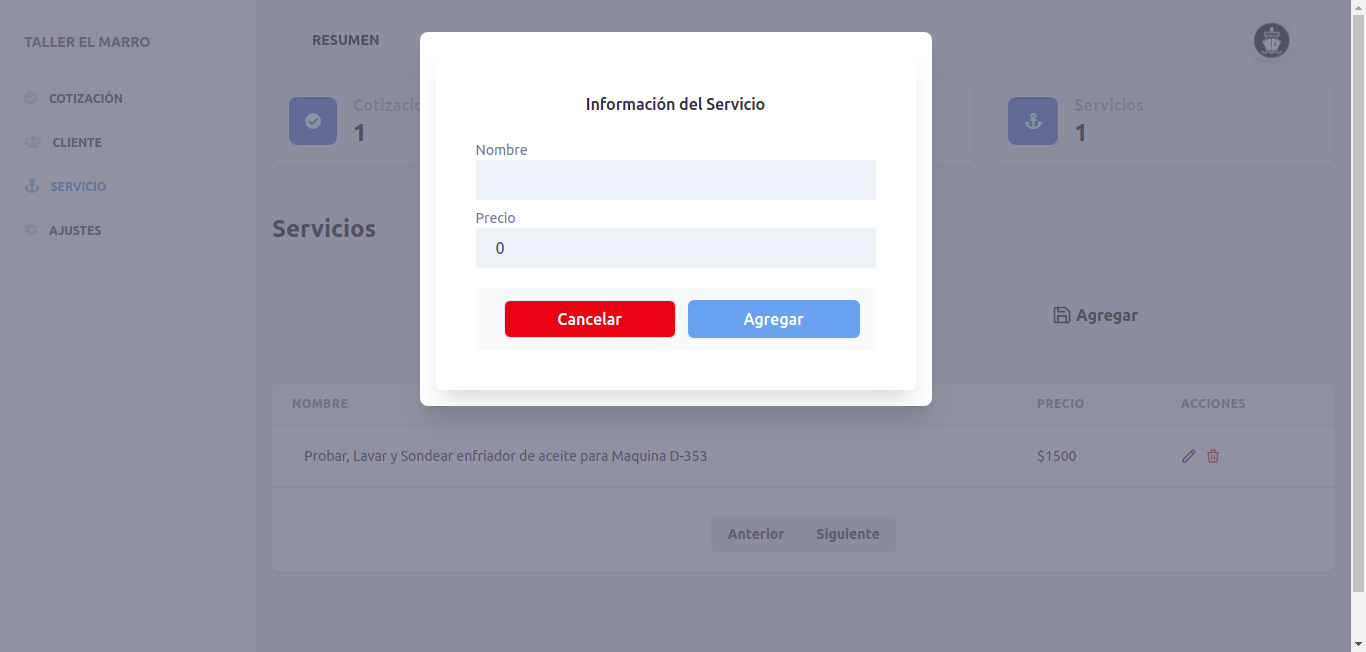 TALLER EL MARRO
COTIZACIÓN
CLIENTE
SERVICIO
AJUSTES
RESUMEN
Cotizacio
1
Servicios
1
Servicios
Agregar
Información del Servicio
Nombre
Precio
0
Cancelar
Agregar
NOMBRE
PRECIO
ACCIONES
Probar, Lavar y Sondear enfriador de aceite para Maquina D-353
$1500
Anterior
Siguiente